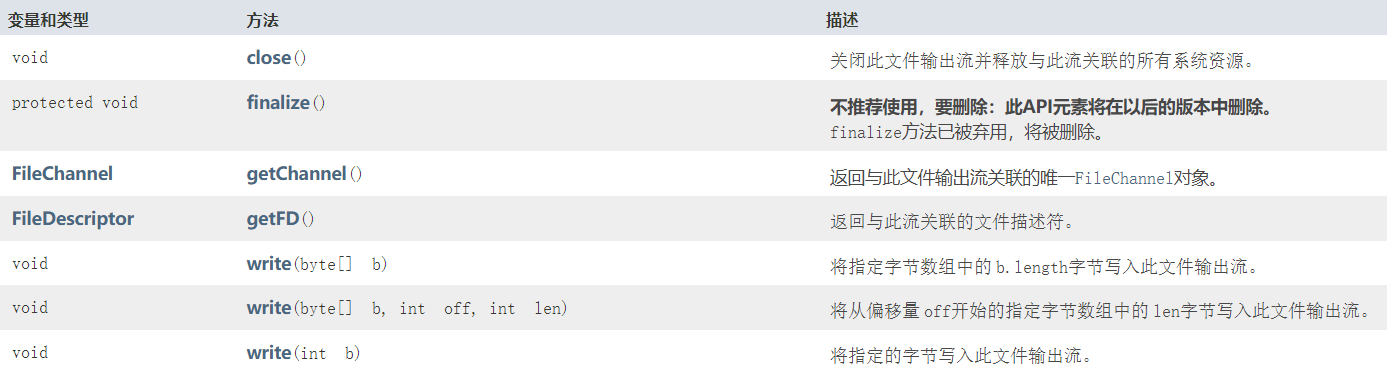 变量和类型 方法 描述
void close() 关闭此文件输出流并释放与此流关联的所有系统资源。
protected void finalize() 不推荐使用，要删除：此API元素将在以后的版本中删除。
finalize方法已被弃用，将被删除。
FileChannel getChannel() 返回与此文件输出流关联的唯一FileChannel对象。
FileDescriptor getFD() 返回与此流关联的文件描述符。
void write(byte[] b) 将指定字节数组中的 b.length字节写入此文件输出流。
void write(byte[] b, int off, int len) 将从偏移量 off开始的指定字节数组中的 len字节写入此文件输出流。
void write(int b) 将指定的字节写入此文件输出流。